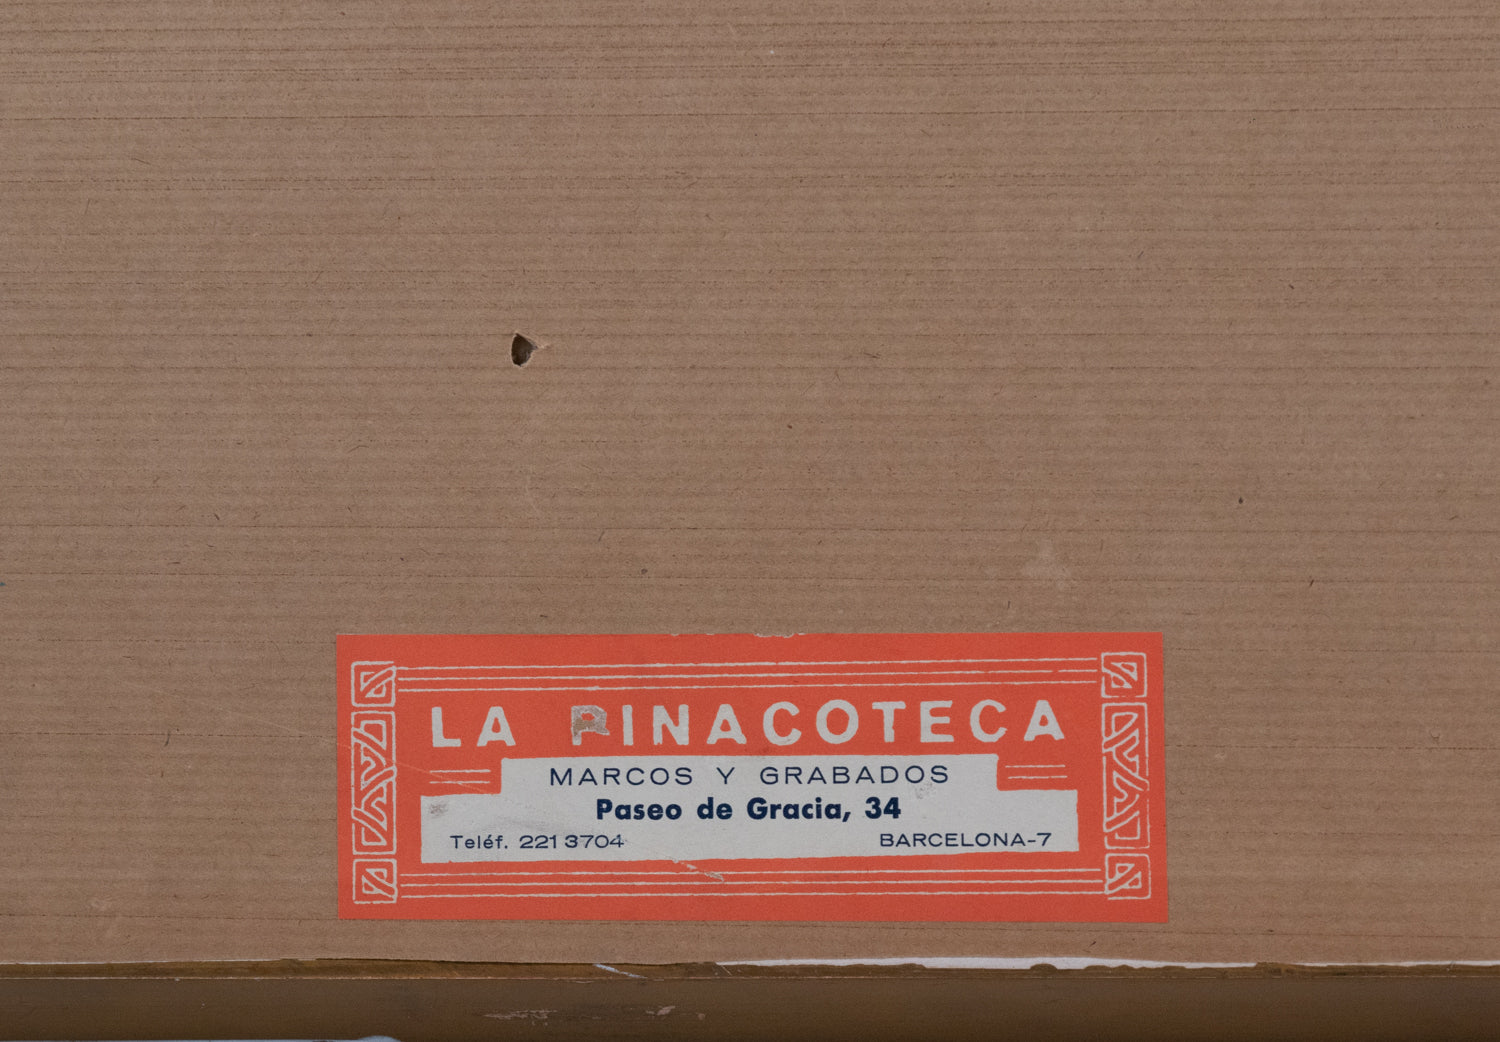 LA PINACOTECA
MARCOS Y GRABADOS
Paseo de Gracia, 34
Teléf. 221 3704 BARCELONA-7